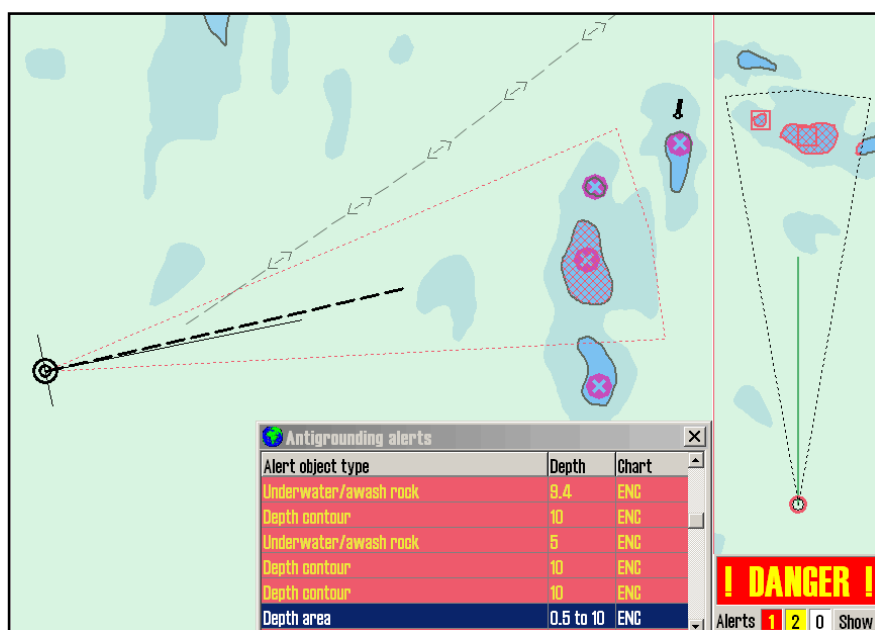 Antigrounding alerts
Alert object type Depth Chart
Underwater/awash rock 9.4 ENC
Depth contour 10 ENC
Underwater/awash rock 5 ENC
Depth contour 10 ENC
Depth contour 10 ENC
Depth area 0.5 to 10 ENC
! DANGER !
Alerts 1 2 0 Show